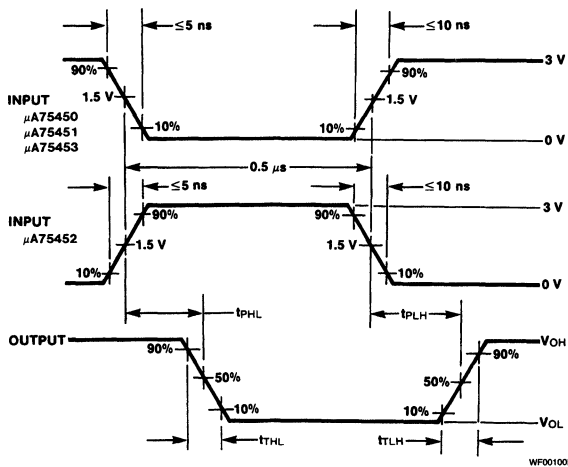 ≤5 ns
≤10 ns
3 V
90%
90%
INPUT
μA75450
μA75451
μA75453
1.5 V
1.5 V
10%
10%
0 V
0.5 μs
≤5 ns
≤10 ns
3 V
INPUT
μA75452
90%
90%
1.5 V
1.5 V
10%
10%
0 V
tPHL
tPLH
OUTPUT
VOH
90%
90%
50%
50%
10%
10%
VOL
tTHL
tTLH
WF00100